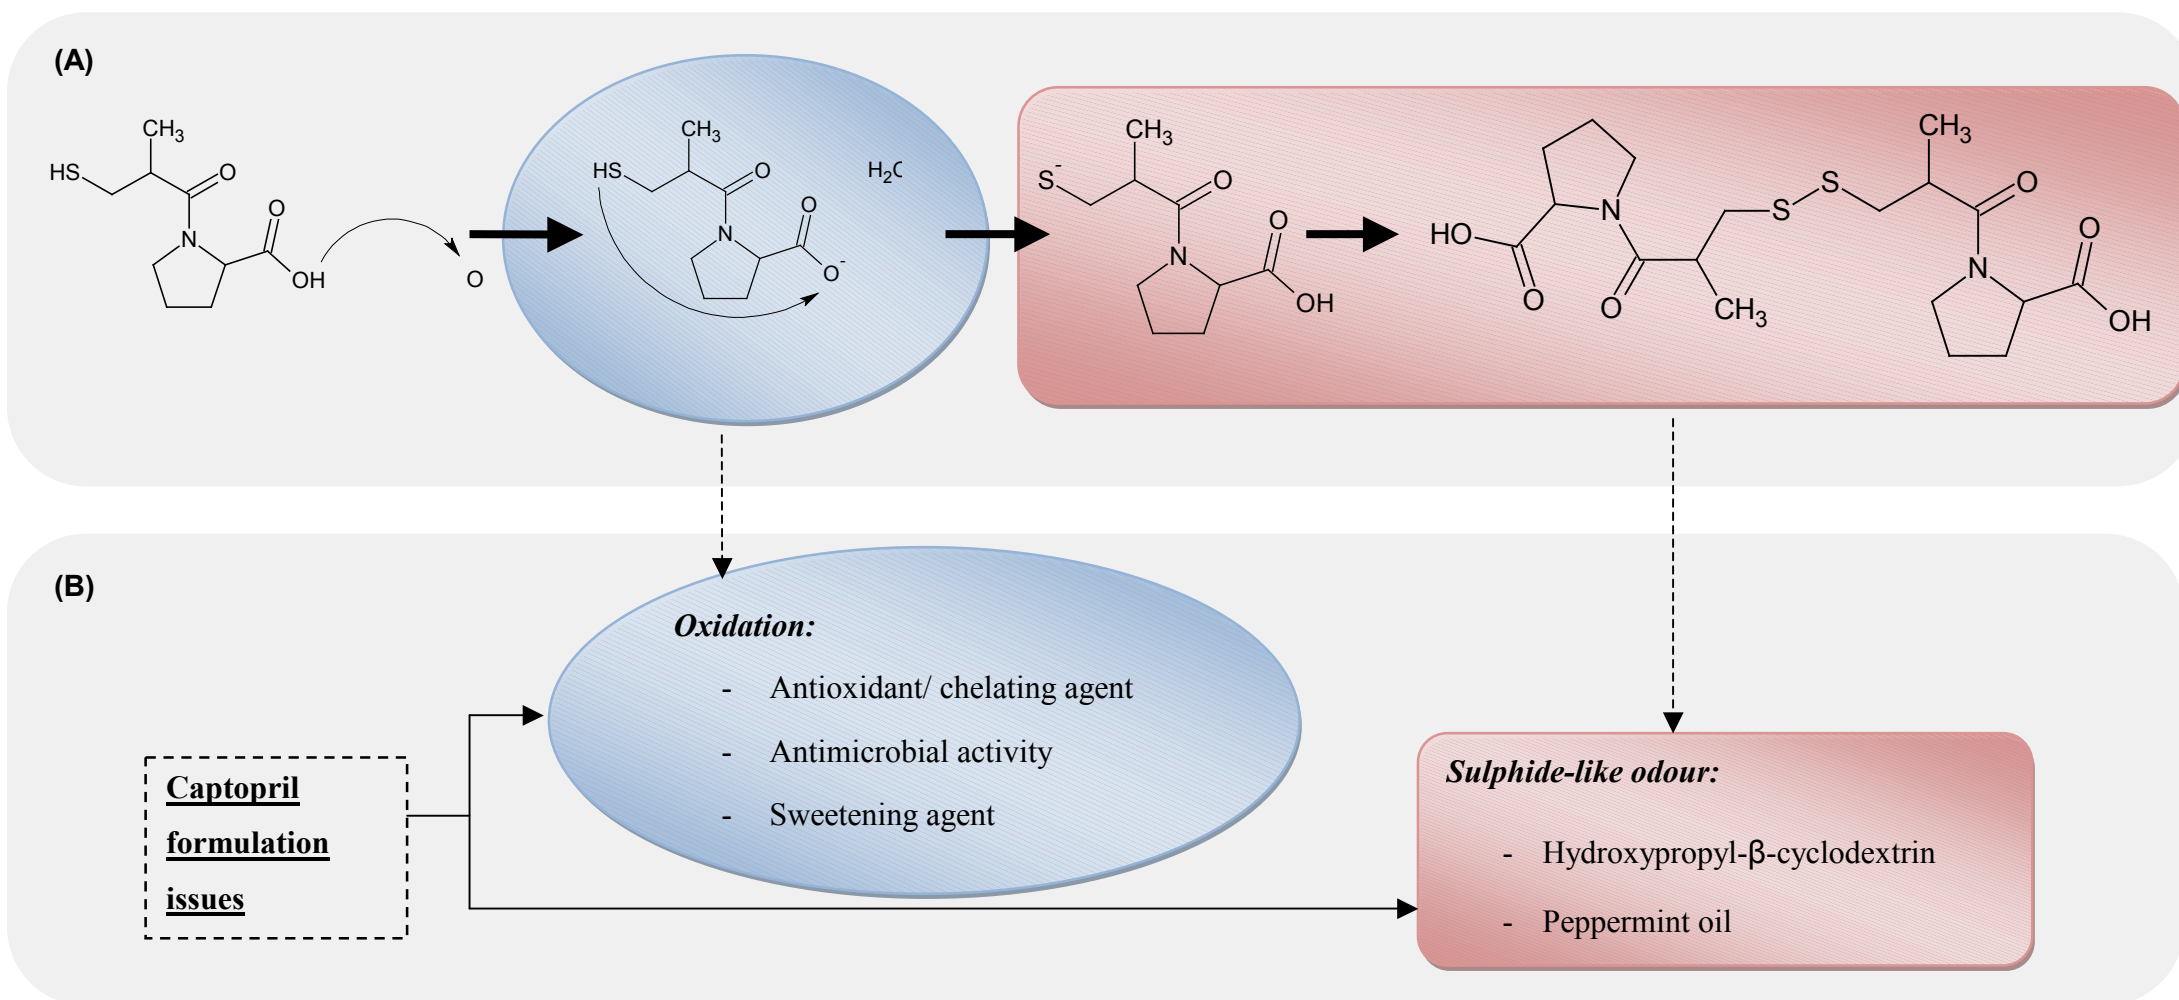 (A)
CH3
HS
O
N
O
OH
O
CH3
HS
O
N
O
O-
H2C
CH3
S-
O
N
O
OH
HO
O
N
O
CH3
S
S
CH3
O
N
O
OH
(B)
Oxidation:
- Antioxidant/ chelating agent
- Antimicrobial activity
- Sweetening agent
Captopril
formulation
issues
Sulphide-like odour:
- Hydroxypropyl-β-cyclodextrin
- Peppermint oil